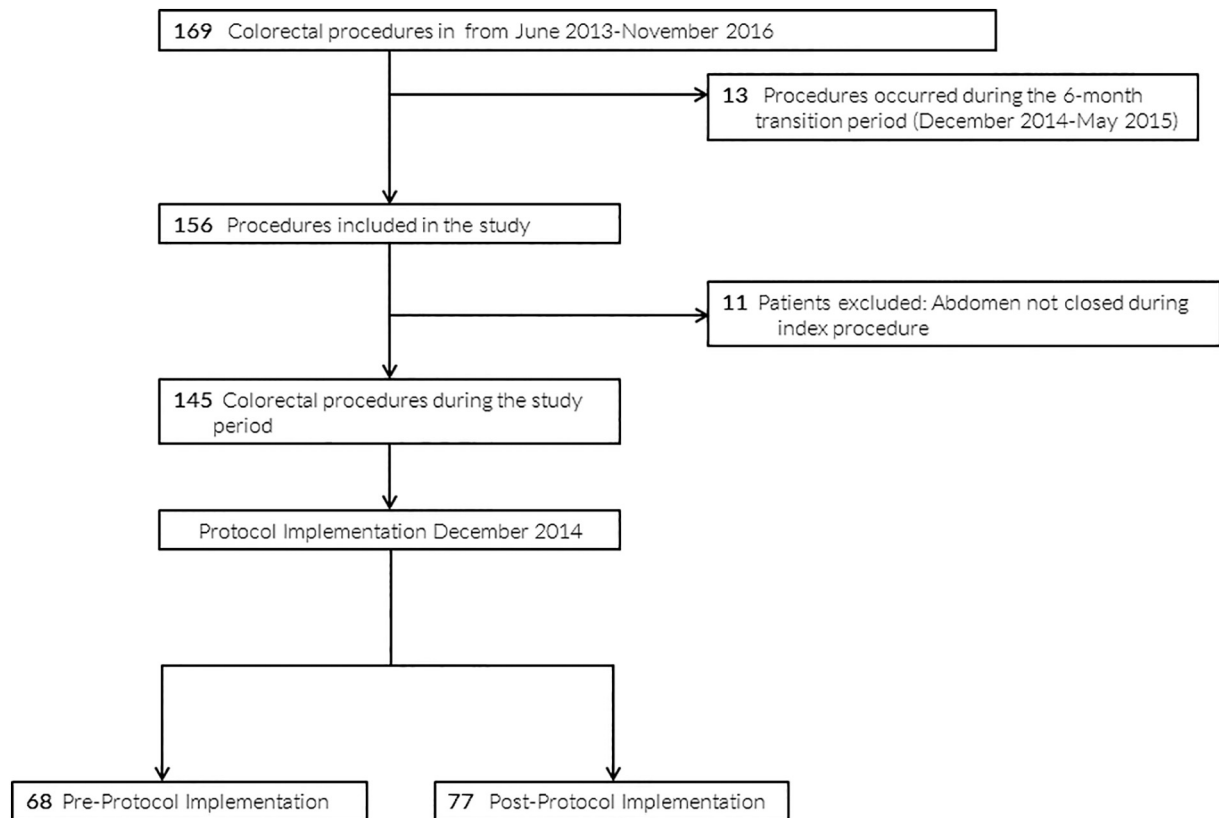 169 Colorectal procedures in from June 2013-November 2016
13 Procedures occurred during the 6-month
transition period (December 2014-May 2015)
156 Procedures included in the study
11 Patients excluded: Abdomen not closed during
index procedure
145 Colorectal procedures during the study
period
Protocol Implementation December 2014
68 Pre-Protocol Implementation
77 Post-Protocol Implementation